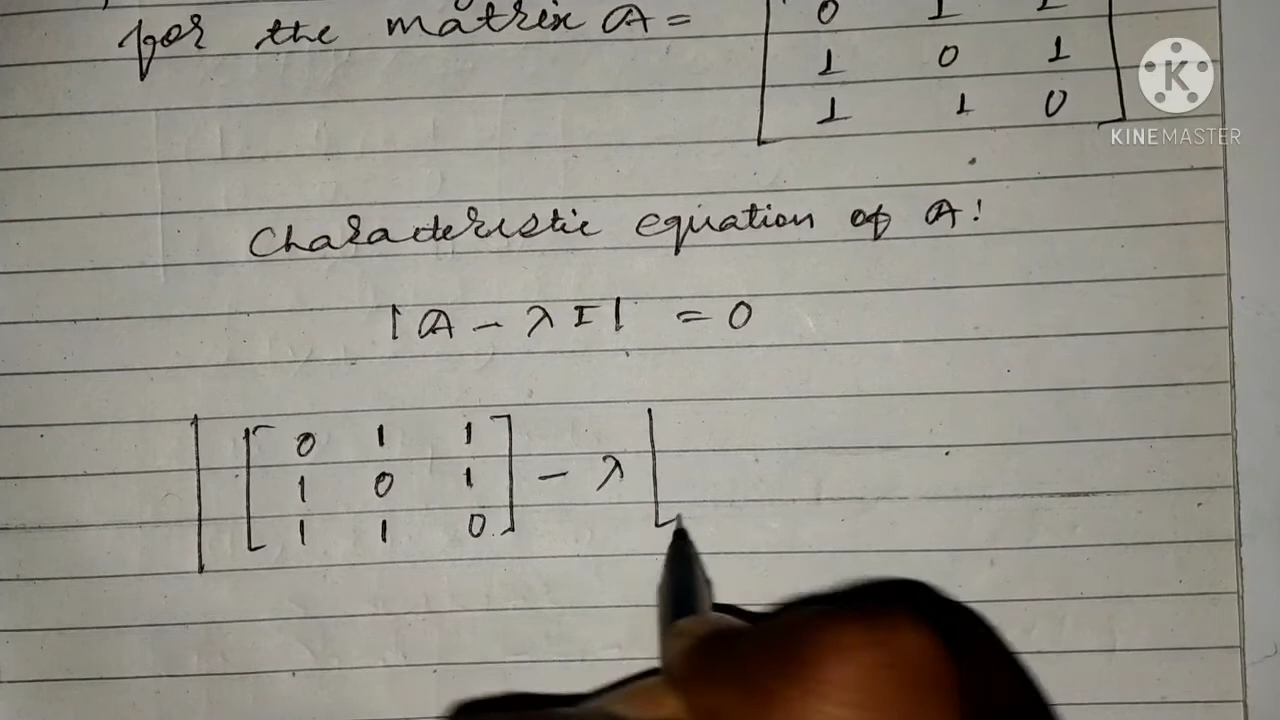 for the matrix A = [ 0 1 1
1 0 1
1 1 0 ]
K
KINEMASTER
Characteristic equation of A:
|A - λI| = 0
| [ 0 1 1
1 0 1
1 1 0 ] - λ [